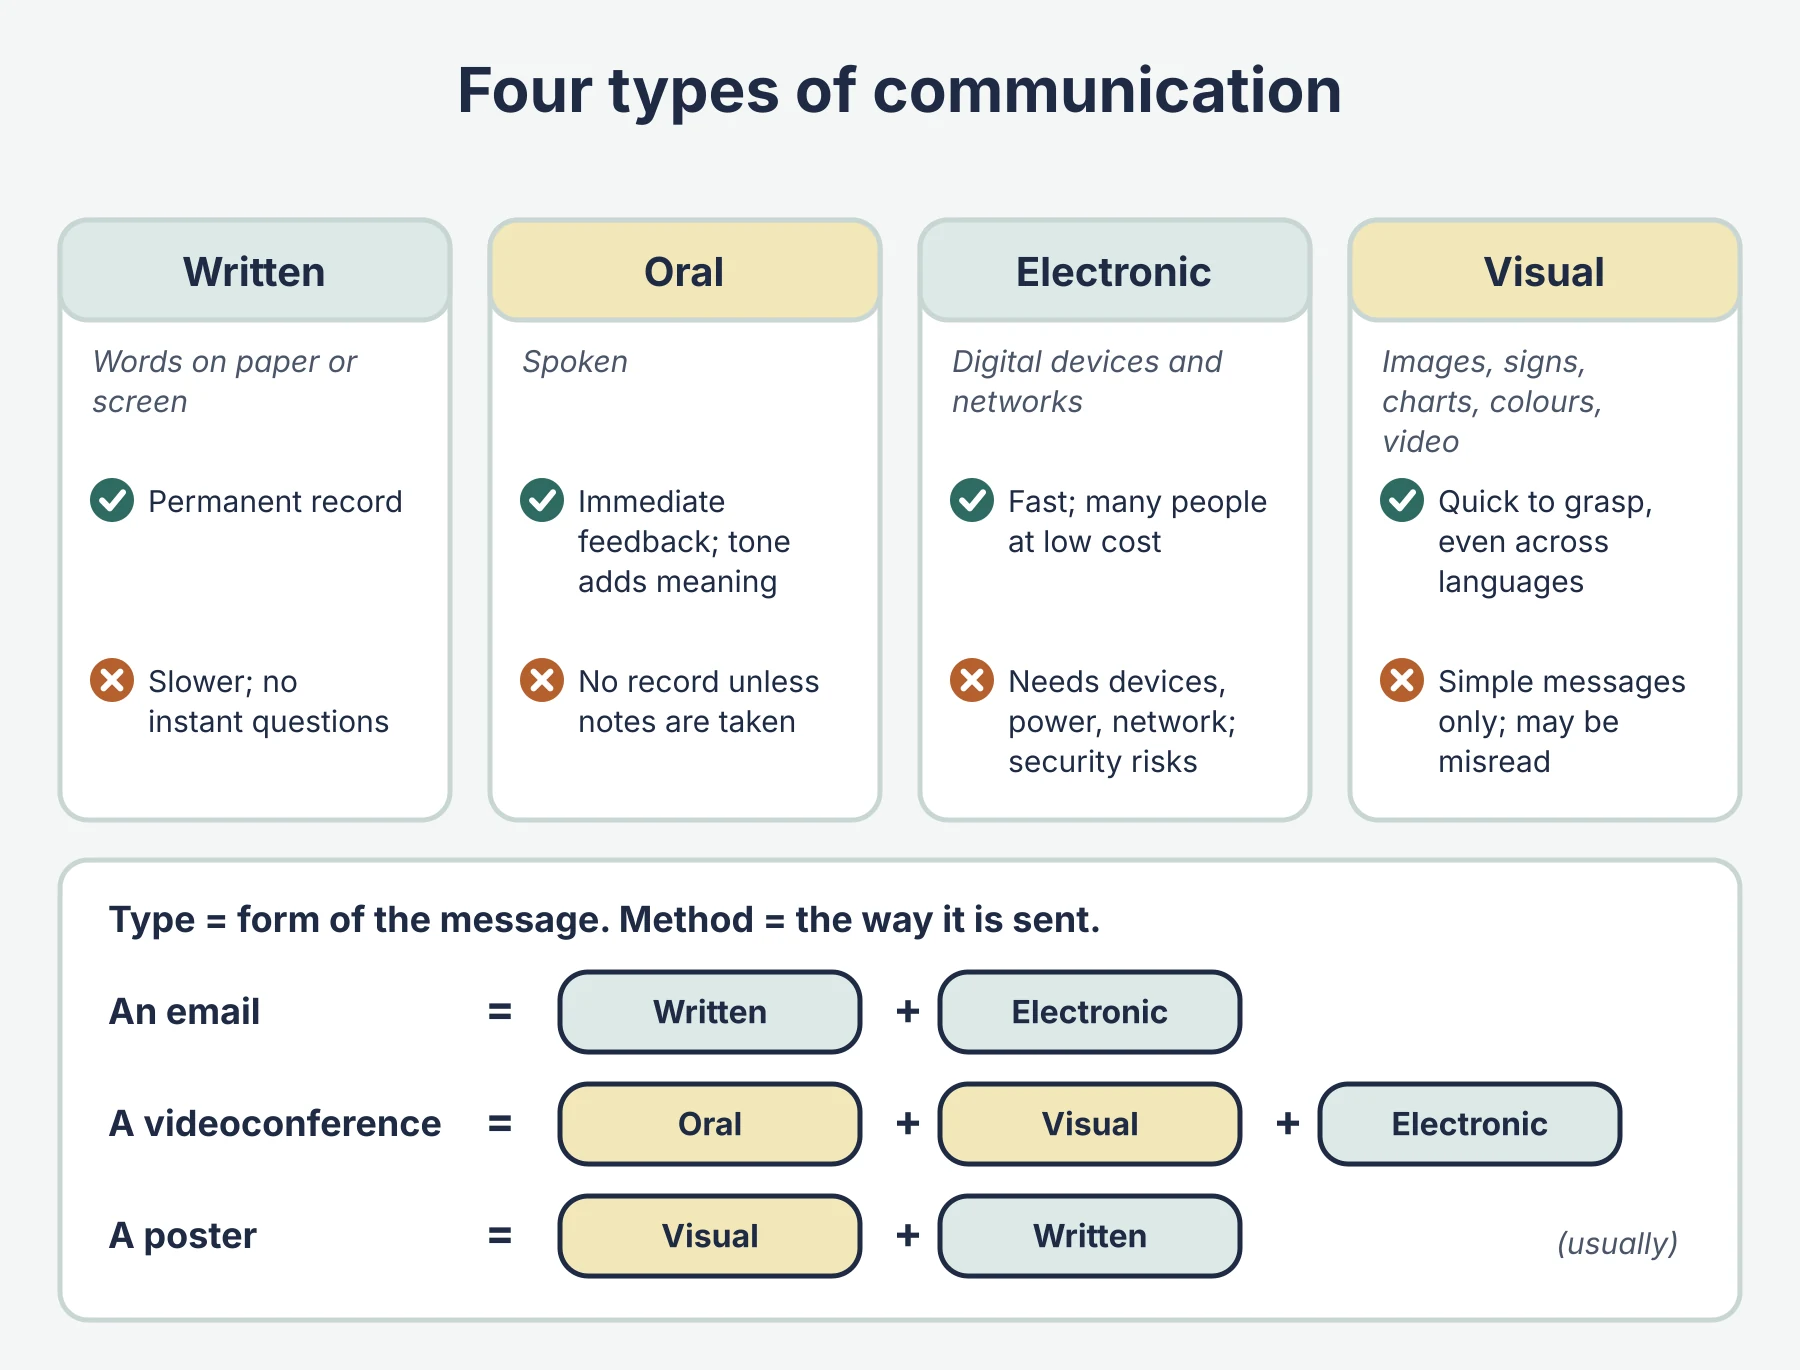 Four types of communication
Written
Words on paper or
screen
Permanent record
Slower; no
instant questions
Oral
Spoken
Immediate
feedback; tone
adds meaning
No record unless
notes are taken
Electronic
Digital devices and
networks
Fast; many people
at low cost
Needs devices,
power, network;
security risks
Visual
Images, signs,
charts, colours,
video
Quick to grasp,
even across
languages
Simple messages
only; may be
misread
Type = form of the message. Method = the way it is sent.
An email = Written + Electronic
A videoconference = Oral + Visual + Electronic
A poster = Visual + Written (usually)